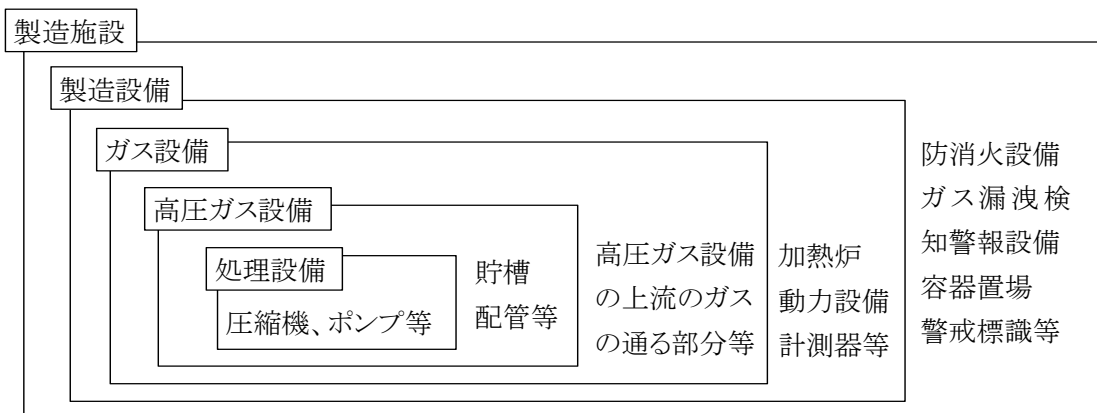 製造施設
製造設備
ガス設備
高圧ガス設備
処理設備
圧縮機、ポンプ等
貯槽
配管等
高圧ガス設備
の上流のガス
の通る部分等
加熱炉
動力設備
計測器等
防消火設備
ガス漏洩検
知警報設備
容器置場
警戒標識等